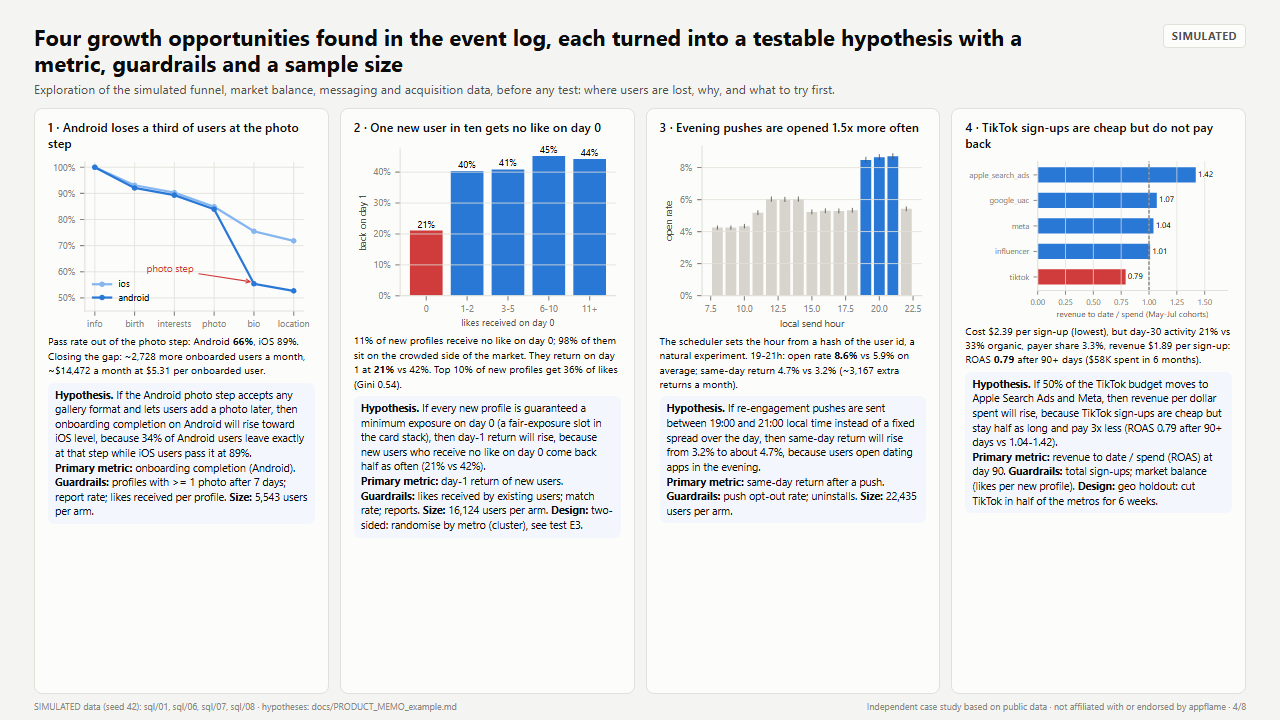 Four growth opportunities found in the event log, each turned into a testable hypothesis with a
metric, guardrails and a sample size
SIMULATED
Exploration of the simulated funnel, market balance, messaging and acquisition data, before any test: where users are lost, why, and what to try first.
1 · Android loses a third of users at the photo
step
100%
90%
80%
70%
60%
50%
photo step
ios
android
info birth interests photo bio location
Pass rate out of the photo step: Android 66%, iOS 89%.
Closing the gap: ~2,728 more onboarded users a month,
~$14,472 a month at $5.31 per onboarded user.
Hypothesis. If the Android photo step accepts any
gallery format and lets users add a photo later, then
onboarding completion on Android will rise toward
iOS level, because 34% of Android users leave exactly
at that step while iOS users pass it at 89%.
Primary metric: onboarding completion (Android).
Guardrails: profiles with >= 1 photo after 7 days;
report rate; likes received per profile. Size: 5,543 users
per arm.
2 · One new user in ten gets no like on day 0
back on day 1
40%
30%
20%
10%
0%
21% 40% 41% 45% 44%
0 1-2 3-5 6-10 11+
likes received on day 0
11% of new profiles receive no like on day 0; 98% of them
sit on the crowded side of the market. They return on day
1 at 21% vs 42%. Top 10% of new profiles get 36% of likes
(Gini 0.54).
Hypothesis. If every new profile is guaranteed a
minimum exposure on day 0 (a fair-exposure slot in
the card stack), then day-1 return will rise, because
new users who receive no like on day 0 come back
half as often (21% vs 42%).
Primary metric: day-1 return of new users.
Guardrails: likes received by existing users; match
rate; reports. Size: 16,124 users per arm. Design: two-
sided: randomise by metro (cluster), see test E3.
3 · Evening pushes are opened 1.5x more often
open rate
8%
6%
4%
2%
0%
7.5 10.0 12.5 15.0 17.5 20.0 22.5
local send hour
The scheduler sets the hour from a hash of the user id, a
natural experiment. 19-21h: open rate 8.6% vs 5.9% on
average; same-day return 4.7% vs 3.2% (~3,167 extra
returns a month).
Hypothesis. If re-engagement pushes are sent
between 19:00 and 21:00 local time instead of a fixed
spread over the day, then same-day return will rise
from 3.2% to about 4.7%, because users open dating
apps in the evening.
Primary metric: same-day return after a push.
Guardrails: push opt-out rate; uninstalls. Size: 22,435
users per arm.
4 · TikTok sign-ups are cheap but do not pay
back
apple_search_ads 1.42
google_uac 1.07
meta 1.04
influencer 1.01
tiktok 0.79
0.00 0.25 0.50 0.75 1.00 1.25 1.50
revenue to date / spend (May-Jul cohorts)
Cost $2.39 per sign-up (lowest), but day-30 activity 21% vs
33% organic, payer share 3.3%, revenue $1.89 per sign-up:
ROAS 0.79 after 90+ days ($58K spent in 6 months).
Hypothesis. If 50% of the TikTok budget moves to
Apple Search Ads and Meta, then revenue per dollar
spent will rise, because TikTok sign-ups are cheap but
stay half as long and pay 3x less (ROAS 0.79 after 90+
days vs 1.04-1.42).
Primary metric: revenue to date / spend (ROAS) at
day 90. Guardrails: total sign-ups; market balance
(likes per new profile). Design: geo holdout: cut
TikTok in half of the metros for 6 weeks.
SIMULATED data (seed 42): sql/01, sql/06, sql/07, sql/08 · hypotheses: docs/PRODUCT_MEMO_example.md
Independent case study based on public data · not affiliated with or endorsed by appflame · 4/8